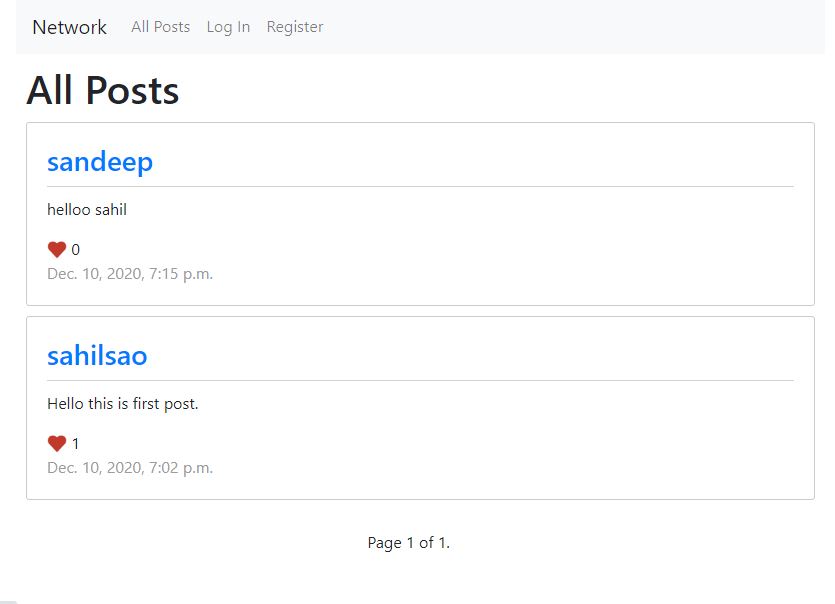 Network All Posts Log In Register
All Posts
sandeep
helloo sahil
0
Dec. 10, 2020, 7:15 p.m.
sahilsao
Hello this is first post.
1
Dec. 10, 2020, 7:02 p.m.
Page 1 of 1.